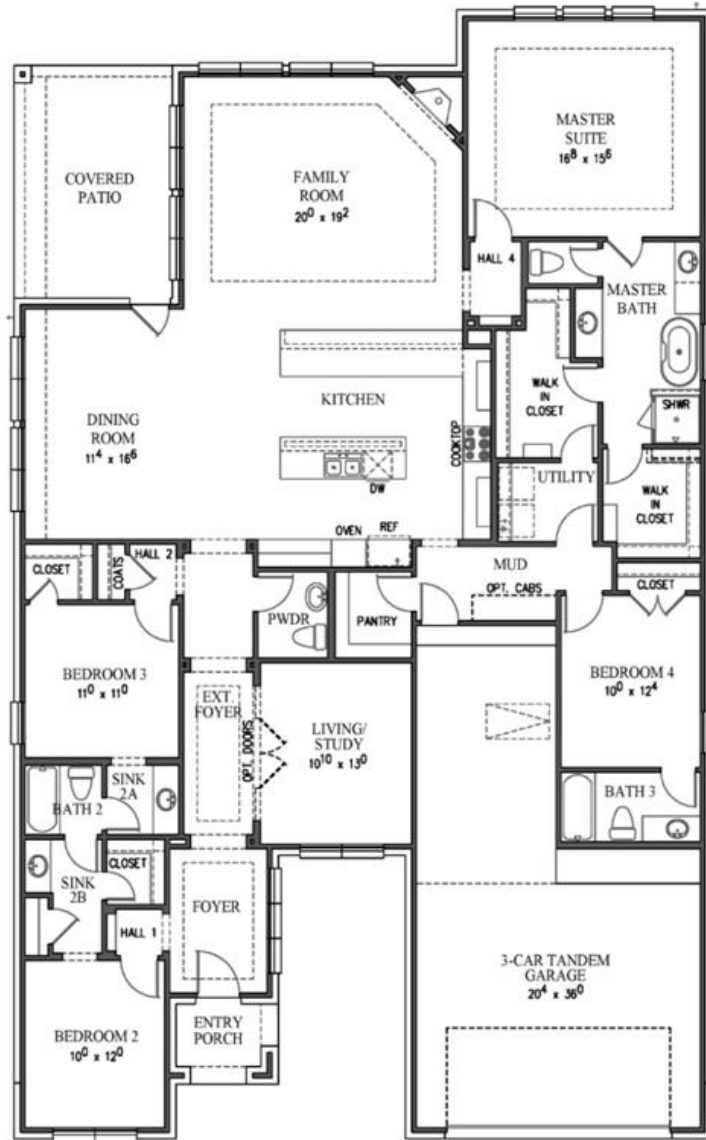 MASTER
SUITE
16⁸ x 15⁶
COVERED
PATIO
FAMILY
ROOM
20⁰ x 19²
HALL 4
MASTER
BATH
WALK
IN
CLOSET
SHWR
KITCHEN
DINING
ROOM
11⁴ x 16⁶
COOKTOP
DW
UTILITY
WALK
IN
CLOSET
OVEN
REF
HALL 2
CLOSET
COATS
MUD
OPT. CABS
CLOSET
PWDR
PANTRY
BEDROOM 3
11⁰ x 11⁰
EXT.
FOYER
OPT. DOORS
LIVING/
STUDY
10¹⁰ x 13⁰
BEDROOM 4
10⁰ x 12⁴
SINK
2A
BATH 2
BATH 3
CLOSET
SINK
2B
FOYER
HALL 1
3-CAR TANDEM
GARAGE
20⁴ x 36⁰
ENTRY
PORCH
BEDROOM 2
10⁰ x 12⁰